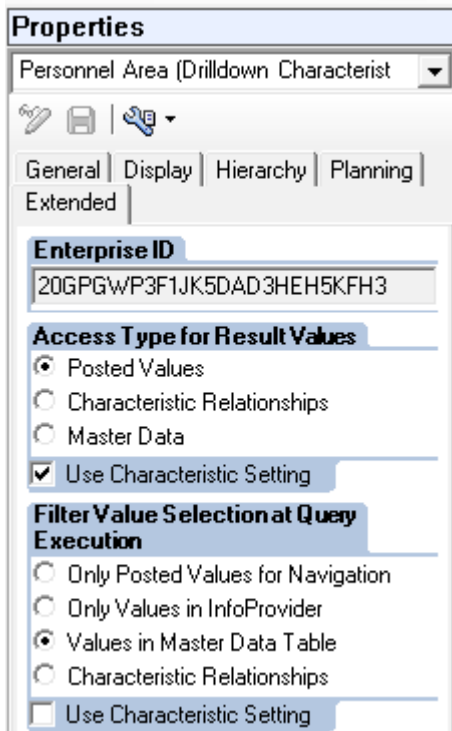 Properties
Personnel Area (Drilldown Characterist
General Display Hierarchy Planning
Extended
Enterprise ID
20GPGWP3F1JK5DAD3HEH5KFH3
Access Type for Result Values
Posted Values
Characteristic Relationships
Master Data
Use Characteristic Setting
Filter Value Selection at Query
Execution
Only Posted Values for Navigation
Only Values in InfoProvider
Values in Master Data Table
Characteristic Relationships
Use Characteristic Setting